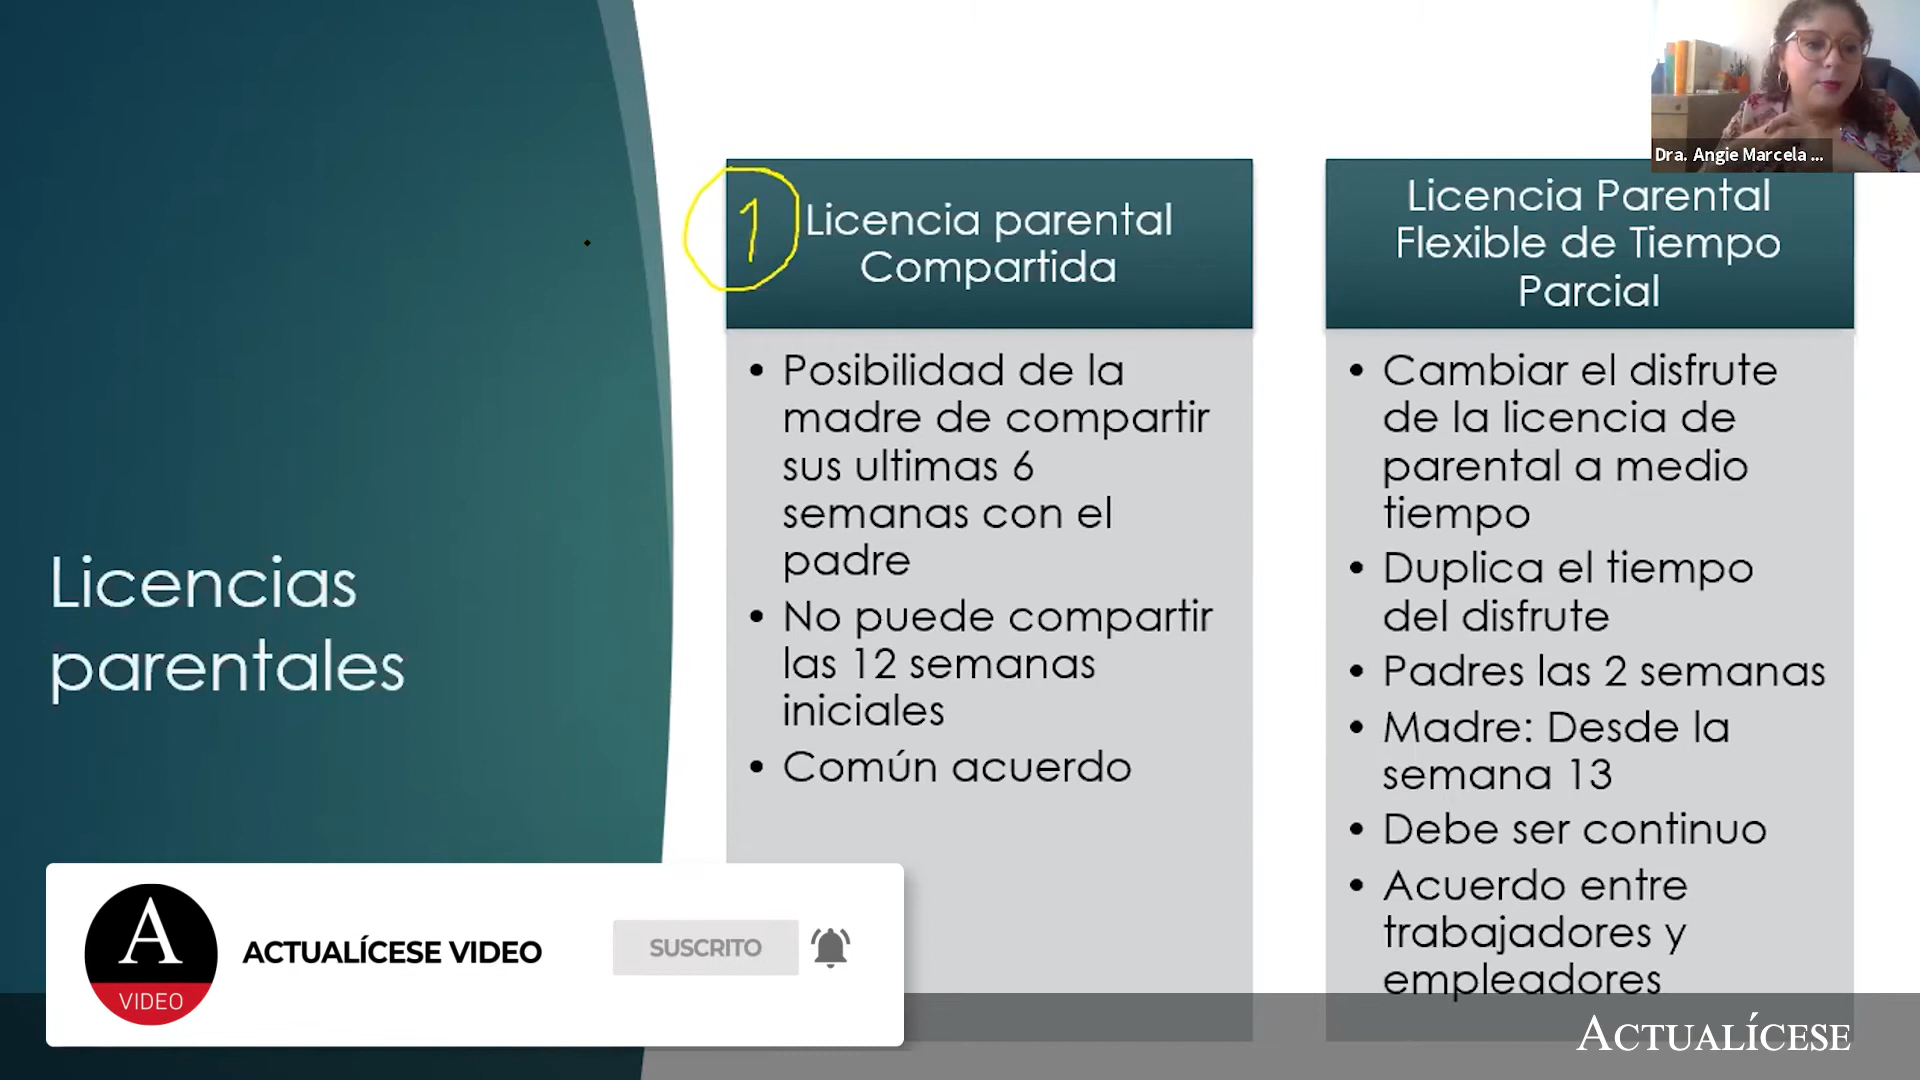 Dra. Angie Marcela ...
1
Licencia parental
Compartida
• Posibilidad de la
madre de compartir
sus ultimas 6
semanas con el
padre
• No puede compartir
las 12 semanas
iniciales
• Común acuerdo
Licencia Parental
Flexible de Tiempo
Parcial
• Cambiar el disfrute
de la licencia de
parental a medio
tiempo
• Duplica el tiempo
del disfrute
• Padres las 2 semanas
• Madre: Desde la
semana 13
• Debe ser continuo
• Acuerdo entre
trabajadores y
empleadores
Licencias
parentales
A
VIDEO
ACTUALÍCESE VIDEO
SUSCRITO
ACTUALÍCESE